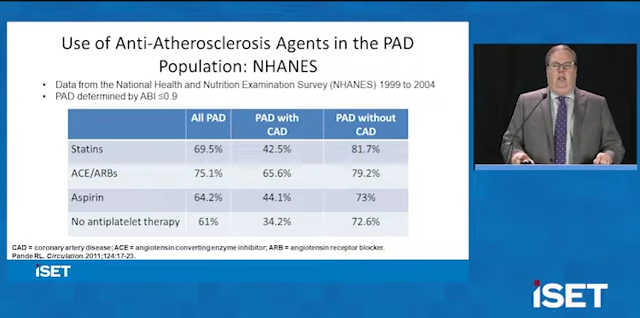 Use of Anti-Atherosclerosis Agents in the PAD
Population: NHANES
• Data from the National Health and Nutrition Examination Survey (NHANES) 1999 to 2004
• PAD determined by ABI ≤0.9
All PAD PAD with CAD PAD without CAD
Statins 69.5% 42.5% 81.7%
ACE/ARBs 75.1% 65.6% 79.2%
Aspirin 64.2% 44.1% 73%
No antiplatelet therapy 61% 34.2% 72.6%
CAD = coronary artery disease; ACE = angiotensin converting enzyme inhibitor; ARB = angiotensin receptor blocker.
Pande RL. Circulation. 2011;124:17-23.
iSET
iSET